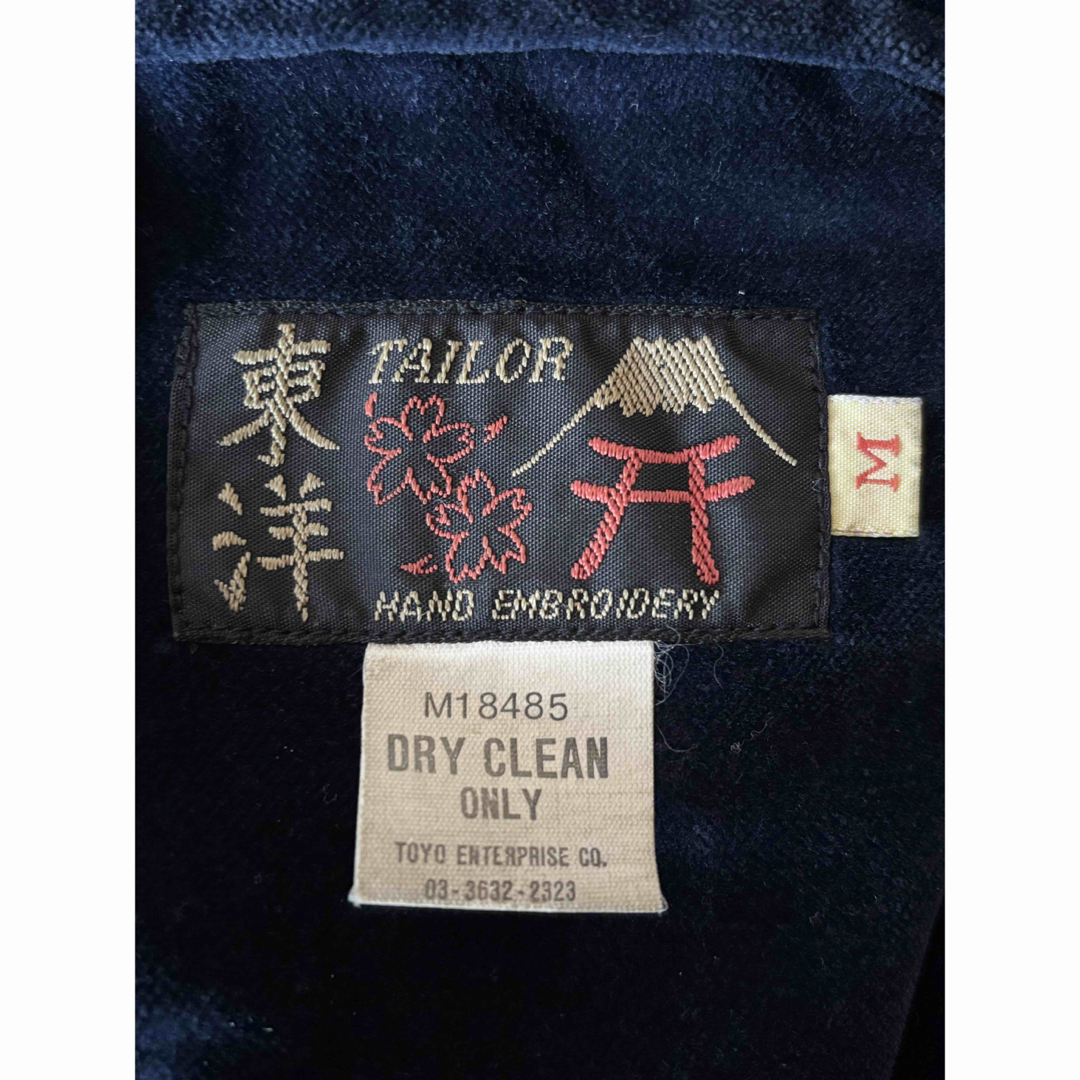 東洋
TAILOR
HAND EMBROIDERY
M
M18485
DRY CLEAN
ONLY
TOYO ENTERPRISE CO.
03-3632-2323